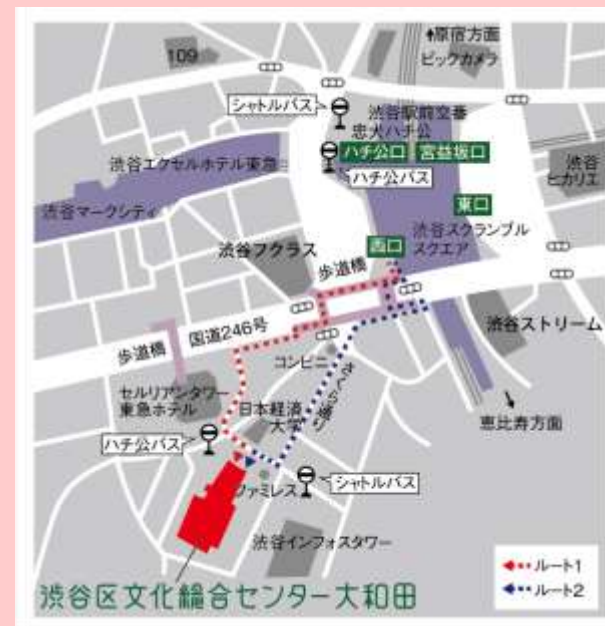 ↑原宿方面
ビックカメラ
109
シャトルバス
渋谷駅前交番
忠犬ハチ公
ハチ公口
宮益坂口
ハチ公バス
渋谷エクセルホテル東急
渋谷
ヒカリエ
東口
渋谷マークシティ
渋谷スクランブル
スクエア
西口
渋谷フクラス
歩道橋
渋谷ストリーム
国道246号
歩道橋
コンビニ
さくら通り
セルリアンタワー
東急ホテル
日本経済
大学
恵比寿方面
ハチ公バス
ファミレス
シャトルバス
渋谷インフォスタワー
渋谷区文化総合センター大和田
ルート1
ルート2